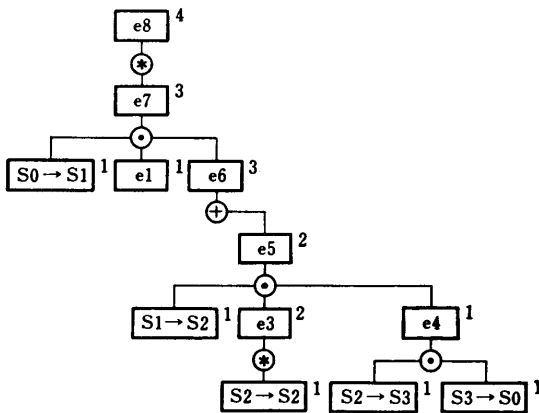 e8 4
*
e7 3
•
S0 → S1 1 e1 1 e6 3
+
e5 2
•
S1 → S2 1 e3 2 e4 1
* •
S2 → S2 1 S2 → S3 1 S3 → S0 1